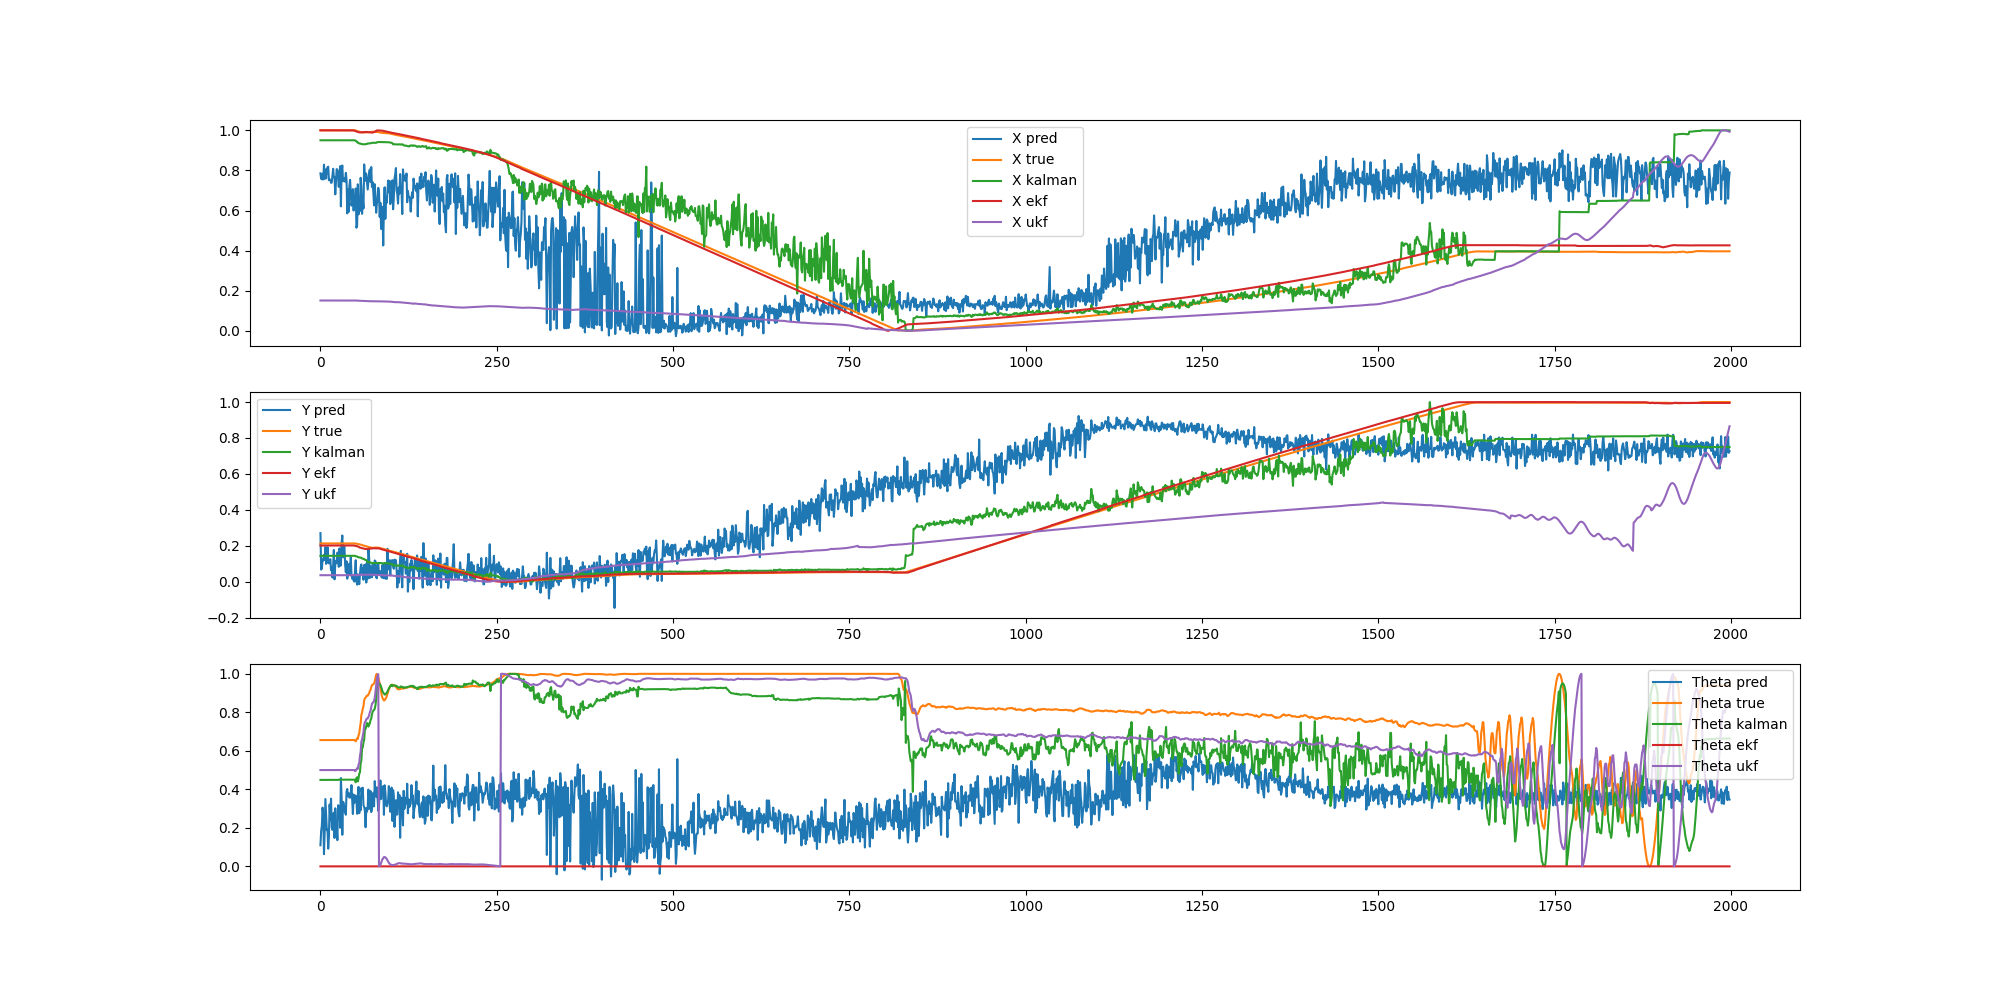 1.0
0.8
0.6
0.4
0.2
0.0
X pred
X true
X kalman
X ekf
X ukf
0 250 500 750 1000 1250 1500 1750 2000
1.0
0.8
0.6
0.4
0.2
0.0
−0.2
Y pred
Y true
Y kalman
Y ekf
Y ukf
0 250 500 750 1000 1250 1500 1750 2000
1.0
0.8
0.6
0.4
0.2
0.0
Theta pred
Theta true
Theta kalman
Theta ekf
Theta ukf
0 250 500 750 1000 1250 1500 1750 2000